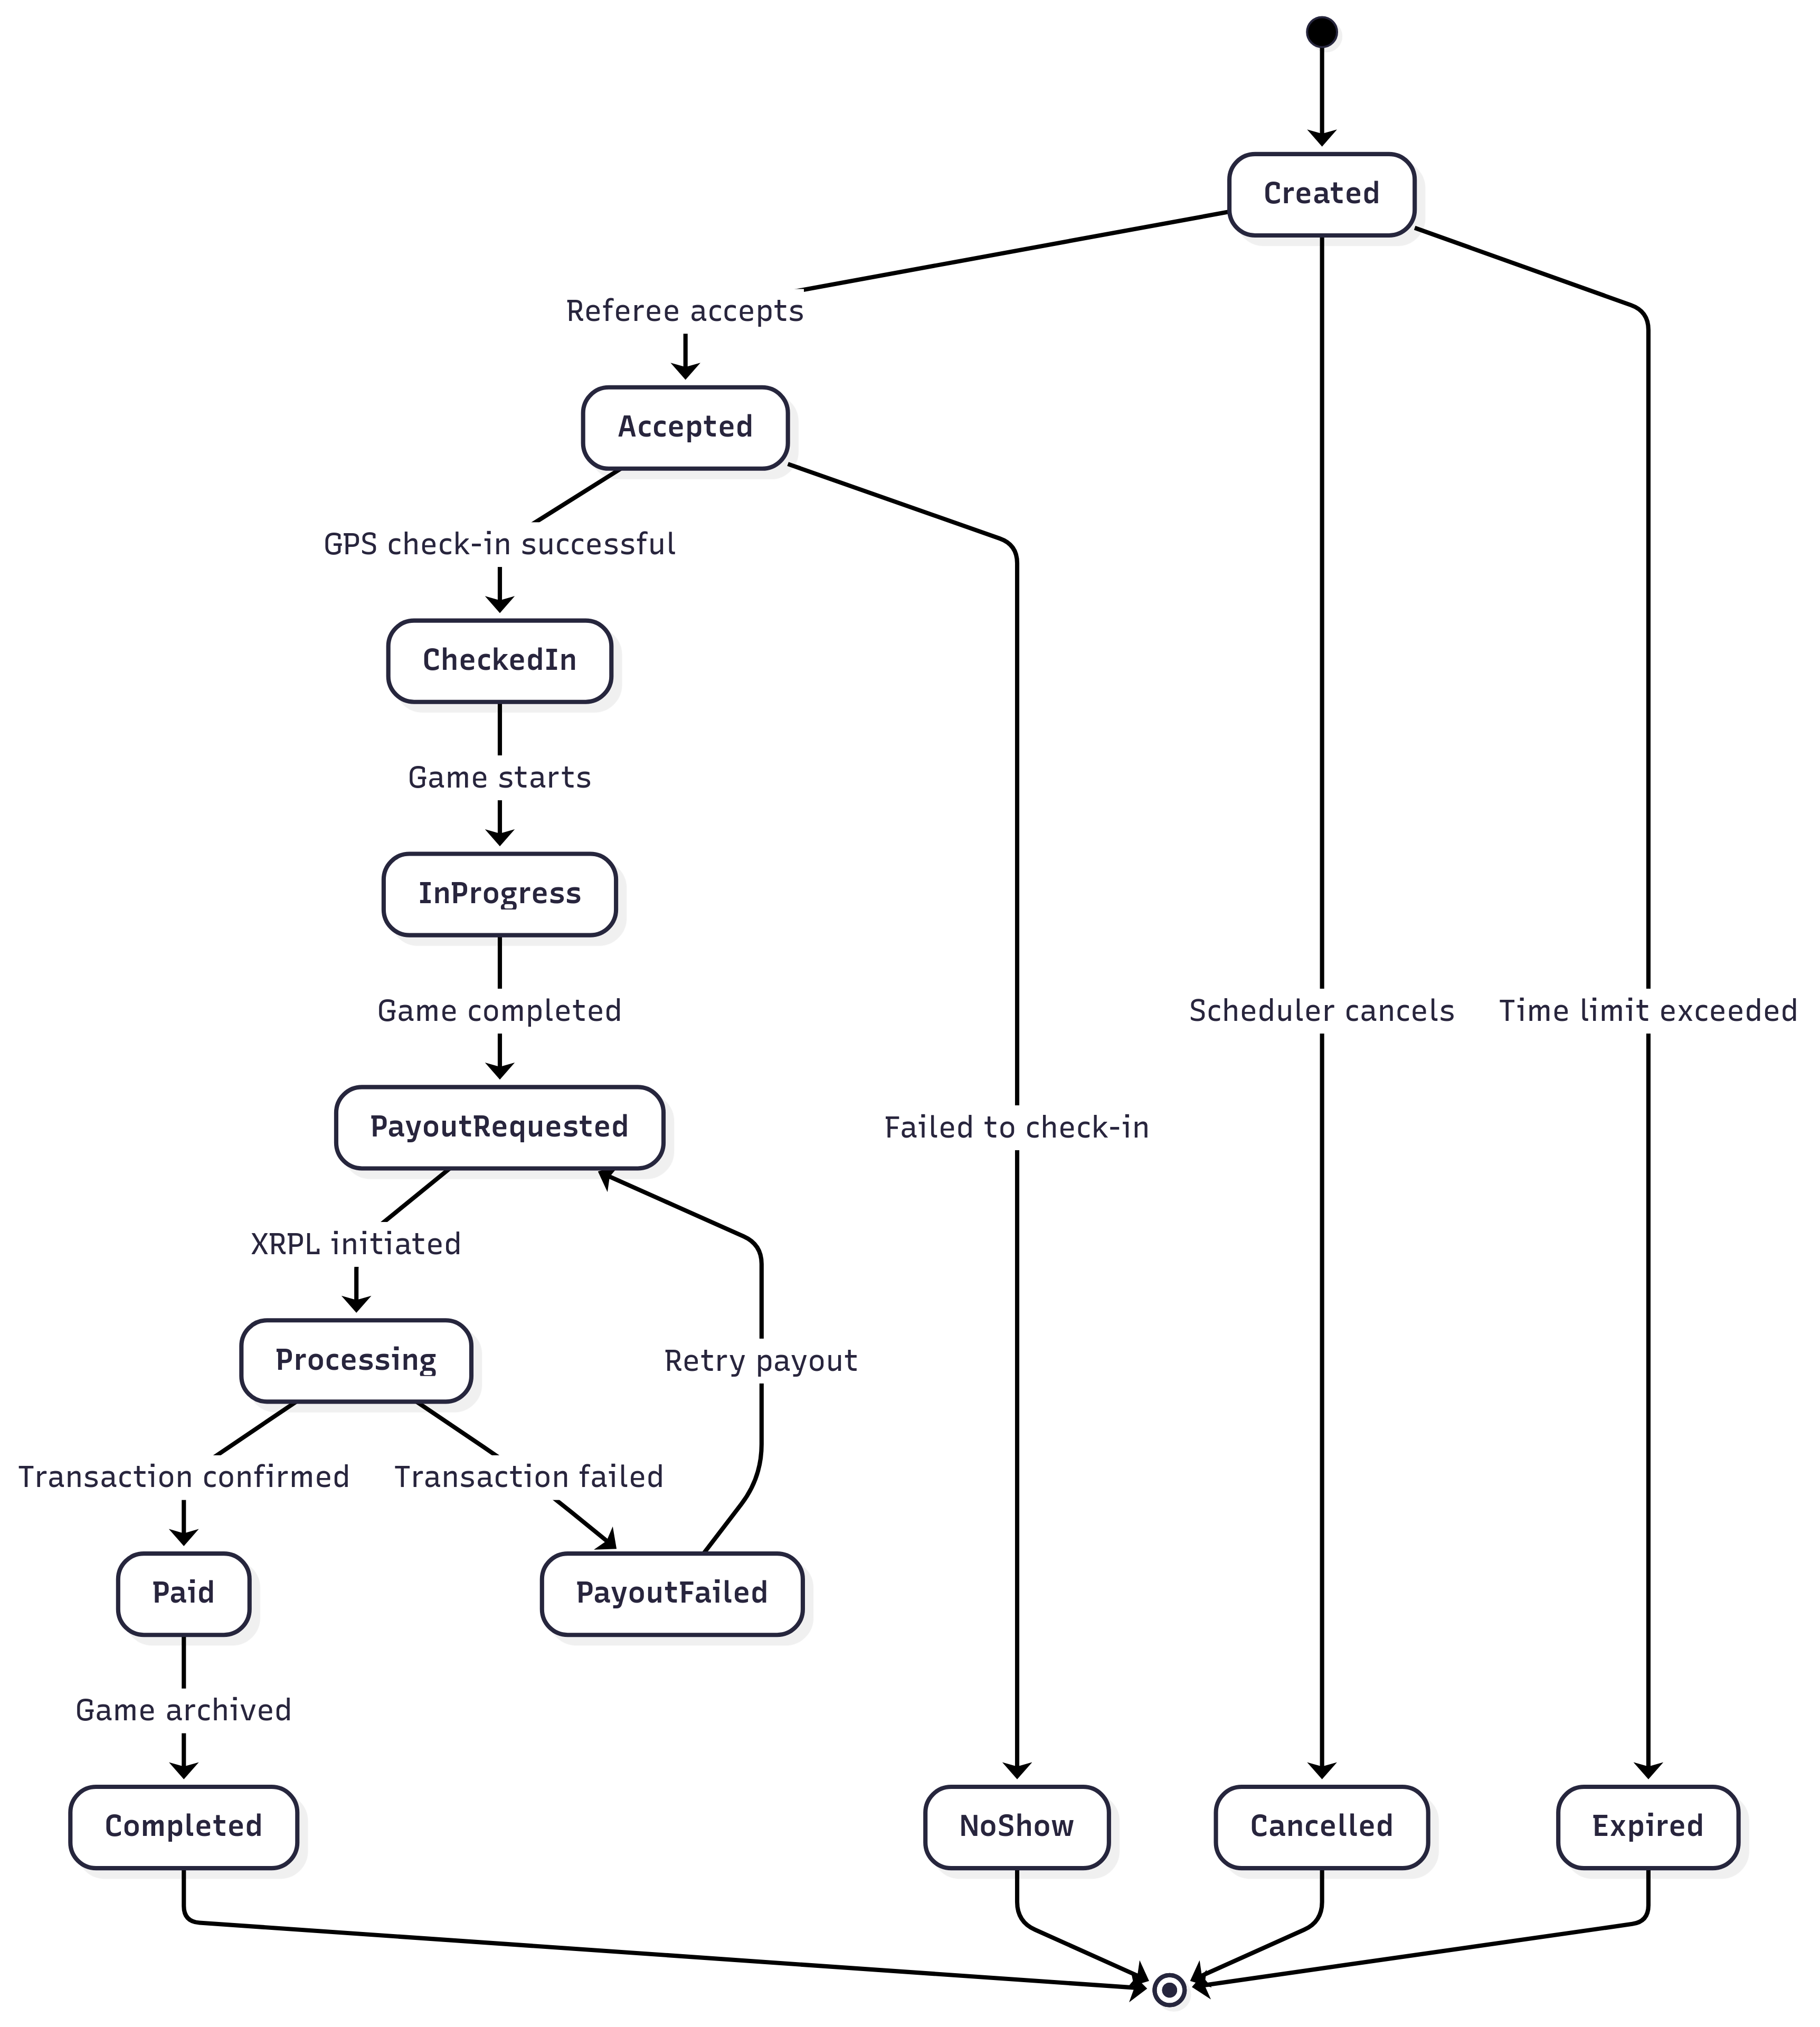 Created
Referee accepts
Accepted
GPS check-in successful
CheckedIn
Game starts
InProgress
Game completed
Scheduler cancels
Time limit exceeded
PayoutRequested
Failed to check-in
XRPL initiated
Processing
Retry payout
Transaction confirmed
Transaction failed
Paid
PayoutFailed
Game archived
Completed
NoShow
Cancelled
Expired